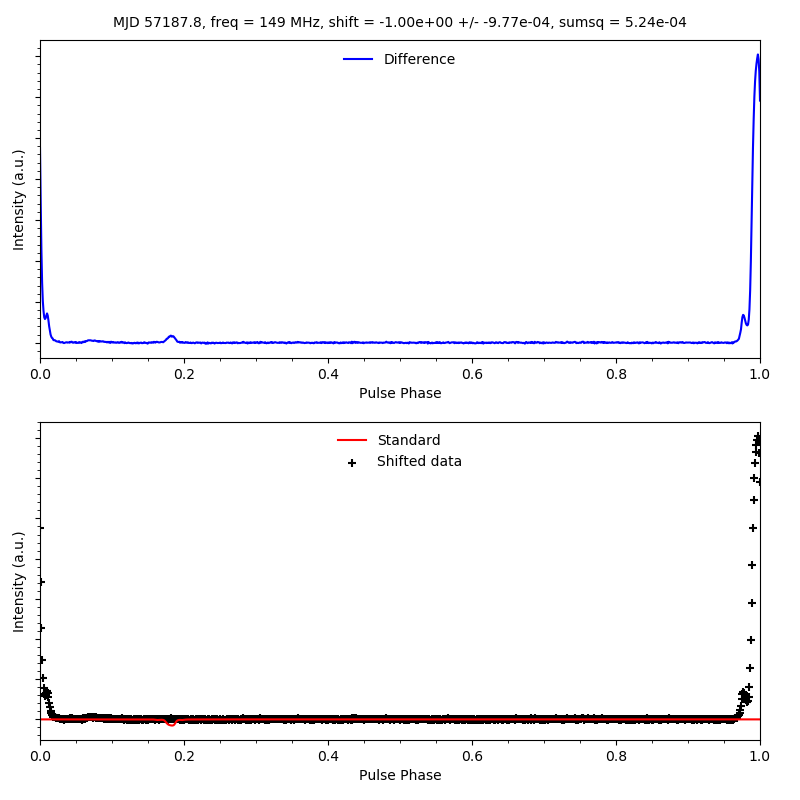 MJD 57187.8, freq = 149 MHz, shift = -1.00e+00 +/- -9.77e-04, sumsq = 5.24e-04
Difference
Intensity (a.u.)
0.0 0.2 0.4 0.6 0.8 1.0
Pulse Phase
Standard
Shifted data
Intensity (a.u.)
0.0 0.2 0.4 0.6 0.8 1.0
Pulse Phase